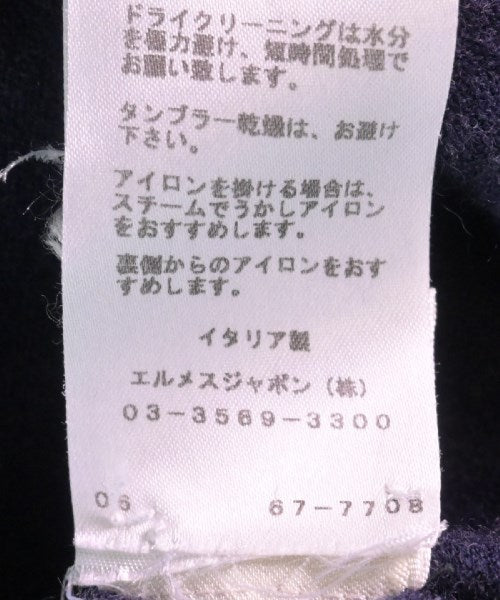 ドライクリーニングは水分
を極力避け、短時間処理で
お願い致します。
タンブラー乾燥は、お避け
下さい。
アイロンを掛ける場合は、
スチームでうかしアイロン
をおすすめします。
裏側からのアイロンをおす
すめします。
イタリア製
エルメスジャポン（株）
03-3569-3300
06 67-7708